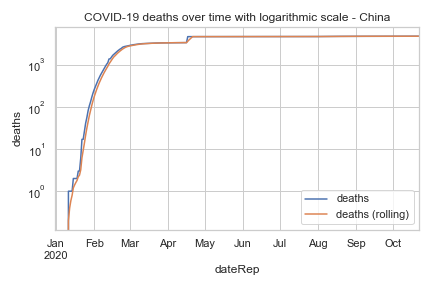 COVID-19 deaths over time with logarithmic scale - China
deaths
10³
10²
10¹
10⁰
deaths
deaths (rolling)
Jan Feb Mar Apr May Jun Jul Aug Sep Oct
2020
dateRep